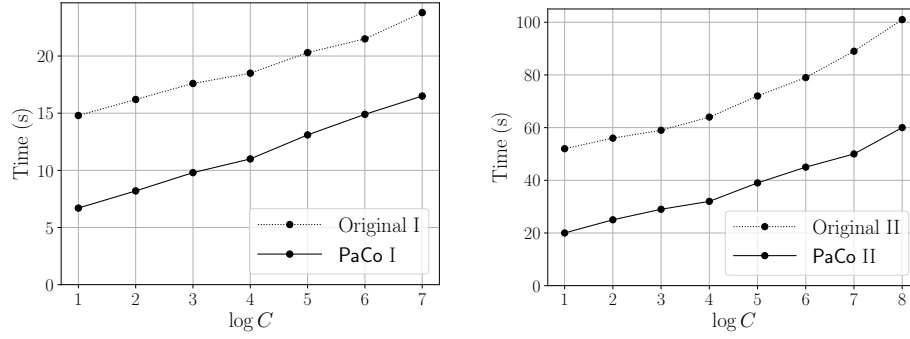 20
15
10
5
0
Time (s)
Original I
PaCo I
1 2 3 4 5 6 7
log C
100
80
60
40
20
0
Time (s)
Original II
PaCo II
1 2 3 4 5 6 7 8
log C